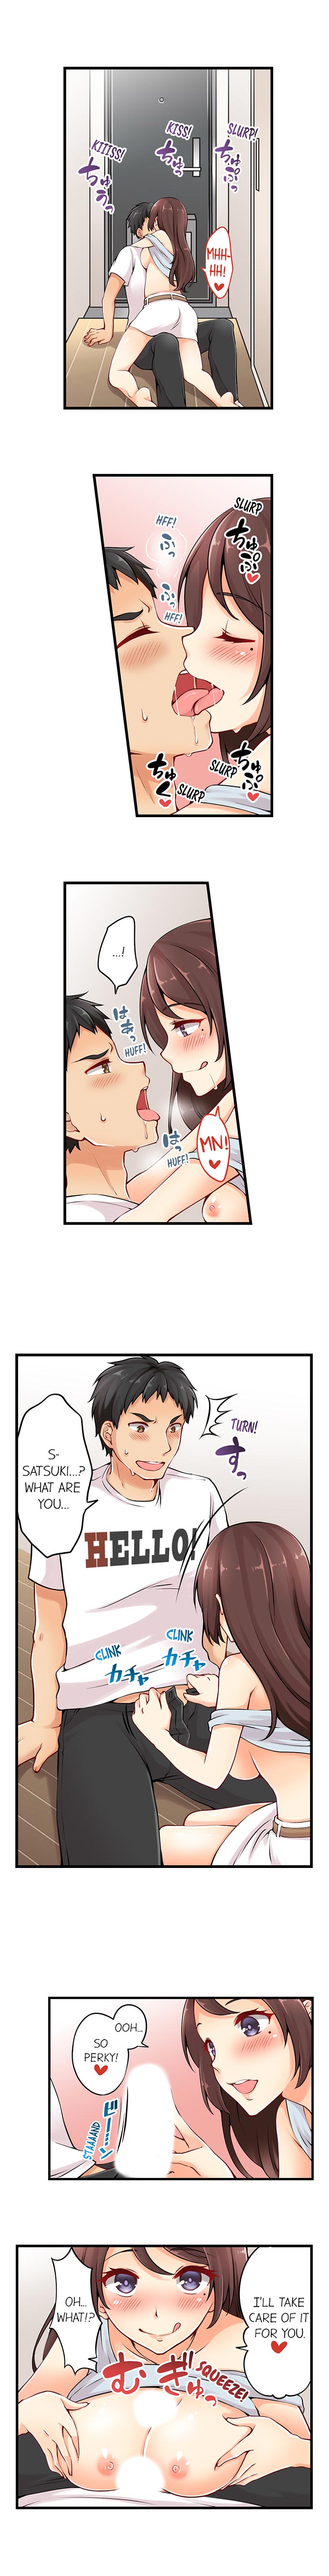 SLURP!
ちゅぷっ
KISS!
ちゅっ
KIIISS!
ちゅうっ
MHH-
HH!
SLURP
ちゅぷ
HFF!
ふっ
ふっ
HFF!
SLURP
ちゅぷ
SLURP
ちゅく
SLURP
...!
はあっ
HUFF!
はっ
HUFF!
MN!
TURN!
すっ
S-
SATSUKI...?
WHAT ARE
YOU...
HELLO!
CLINK
カチャ
CLINK
カチャ
OOH...
SO
PERKY!
ビーーン
STAAAND
I'LL TAKE
CARE OF IT
FOR YOU.
OH...
WHAT!?
むぎゅっ
SQUEEZE!